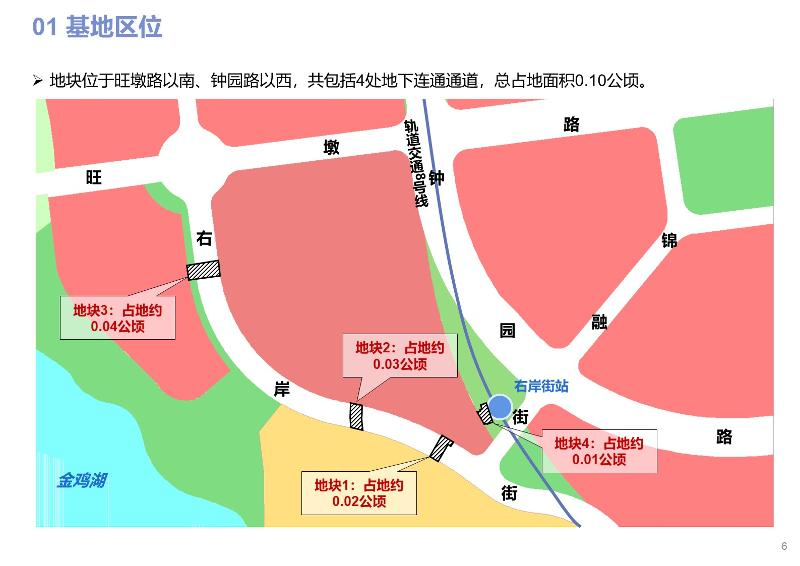 01 基地区位
➢ 地块位于旺墩路以南、钟园路以西，共包括4处地下连通通道，总占地面积0.10公顷。
旺
墩
路
轨道交通8号线
钟
右
锦
地块3：占地约
0.04公顷
园
融
地块2：占地约
0.03公顷
岸
右岸街站
街
路
地块4：占地约
0.01公顷
金鸡湖
地块1：占地约
0.02公顷
街
6